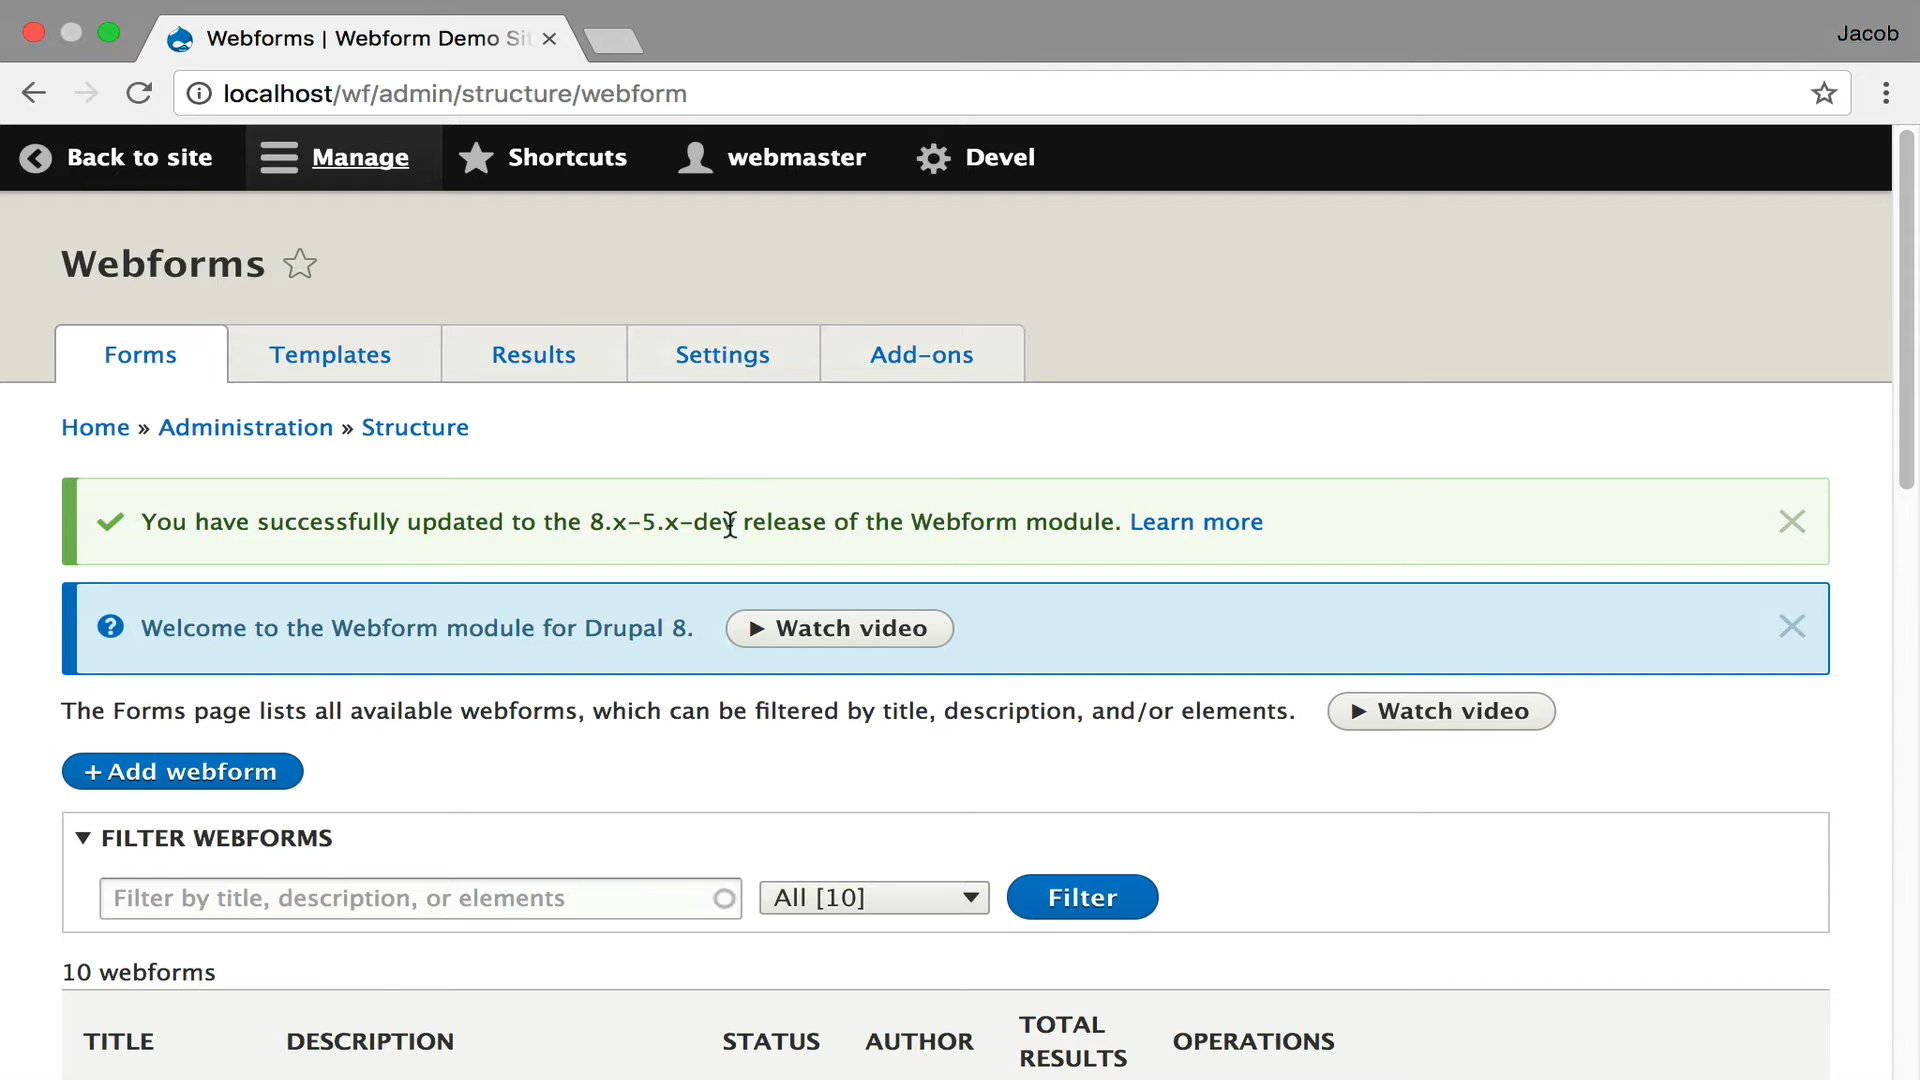 Webforms | Webform Demo Si
Jacob
localhost/wf/admin/structure/webform
Back to site Manage Shortcuts webmaster Devel
Webforms
Forms Templates Results Settings Add-ons
Home » Administration » Structure
You have successfully updated to the 8.x-5.x-dev release of the Webform module. Learn more
Welcome to the Webform module for Drupal 8. Watch video
The Forms page lists all available webforms, which can be filtered by title, description, and/or elements. Watch video
+ Add webform
FILTER WEBFORMS
Filter by title, description, or elements All [10] Filter
10 webforms
TITLE DESCRIPTION STATUS AUTHOR TOTAL RESULTS OPERATIONS